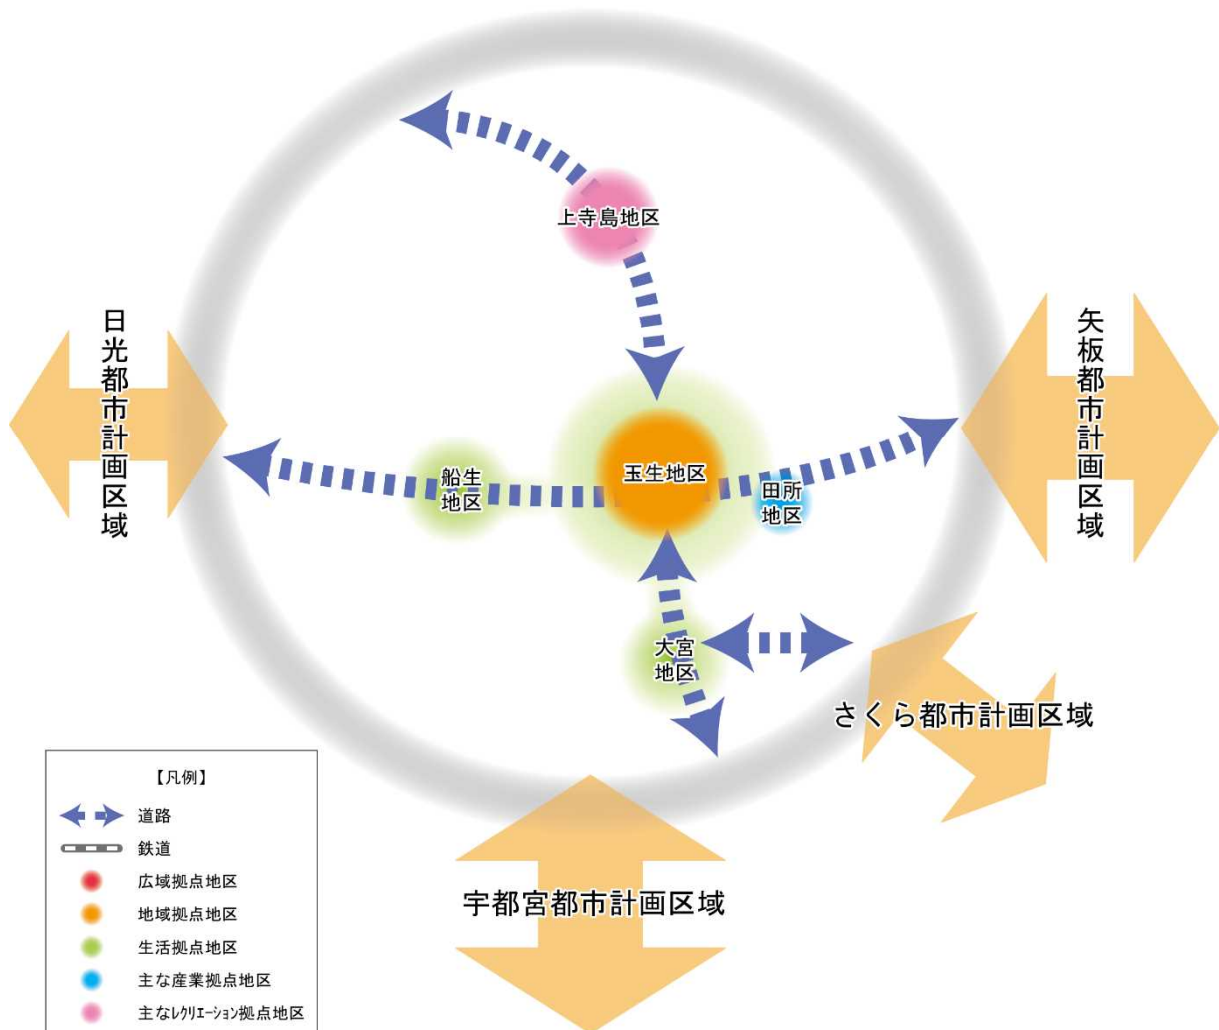 上寺島地区
日光都市計画区域
矢板都市計画区域
船生
地区
玉生地区
田所
地区
大宮
地区
さくら都市計画区域
宇都宮都市計画区域
【凡例】
道路
鉄道
広域拠点地区
地域拠点地区
生活拠点地区
主な産業拠点地区
主なﾚｸﾘｴｰｼｮﾝ拠点地区